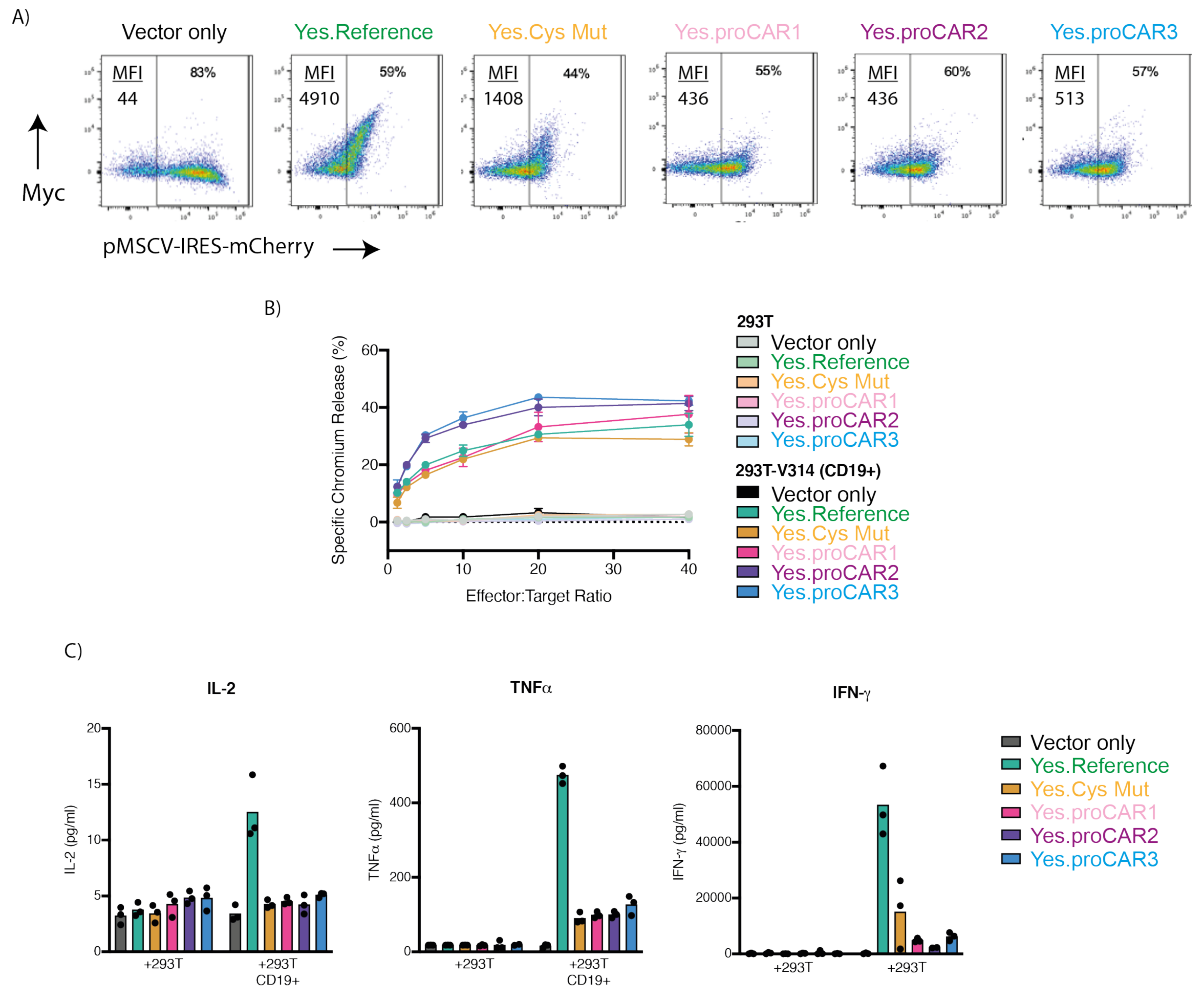 A)
Vector only
Yes.Reference
Yes.Cys Mut
Yes.proCAR1
Yes.proCAR2
Yes.proCAR3
MFI 83%
44
MFI 59%
4910
MFI 44%
1408
MFI 55%
436
MFI 60%
436
MFI 57%
513
Myc
pMSCV-IRES-mCherry
B)
Specific Chromium Release (%)
60
40
20
0
0 1 10 20 30 40
Effector:Target Ratio
293T
Vector only
Yes.Reference
Yes.Cys Mut
Yes.proCAR1
Yes.proCAR2
Yes.proCAR3
293T-V314 (CD19+)
Vector only
Yes.Reference
Yes.Cys Mut
Yes.proCAR1
Yes.proCAR2
Yes.proCAR3
C)
IL-2
IL-2 (pg/ml)
20
15
10
5
0
+293T +293T
CD19+
TNFα
TNFα (pg/ml)
600
400
200
0
+293T +293T
CD19+
IFN-γ
IFN-γ (pg/ml)
80000
60000
40000
20000
0
+293T +293T
Vector only
Yes.Reference
Yes.Cys Mut
Yes.proCAR1
Yes.proCAR2
Yes.proCAR3